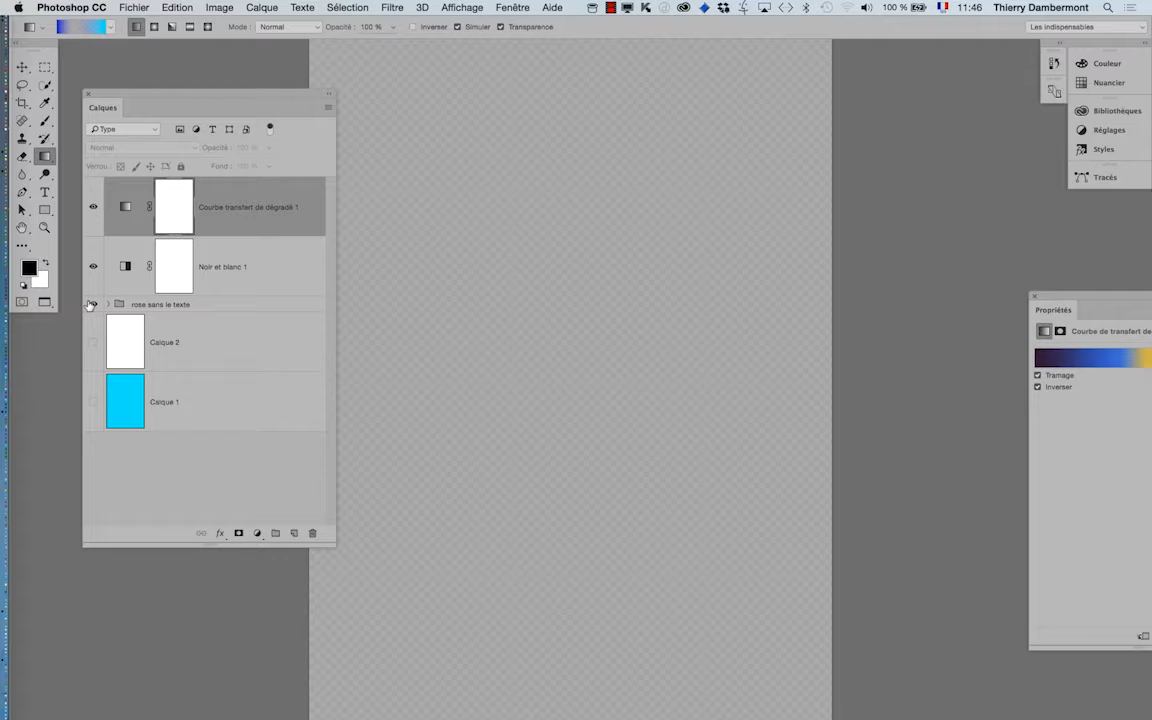 Photoshop CC Fichier Edition Image Calque Texte Sélection Filtre 3D Affichage Fenêtre Aide 100 % 11:46 Thierry Dambermont
Mode : Normal Opacité : 100 % Inverser Simuler Transparence Les indispensables
Calques
Type
Normal Opacité : 100 %
Verrou : Fond : 100 %
Courbe transfert de dégradé 1
Noir et blanc 1
rose sans le texte
Calque 2
Calque 1
fx
Couleur
Nuancier
Bibliothèques
Réglages
Styles
Tracés
Propriétés
Courbe de transfert de
Tramage
Inverser